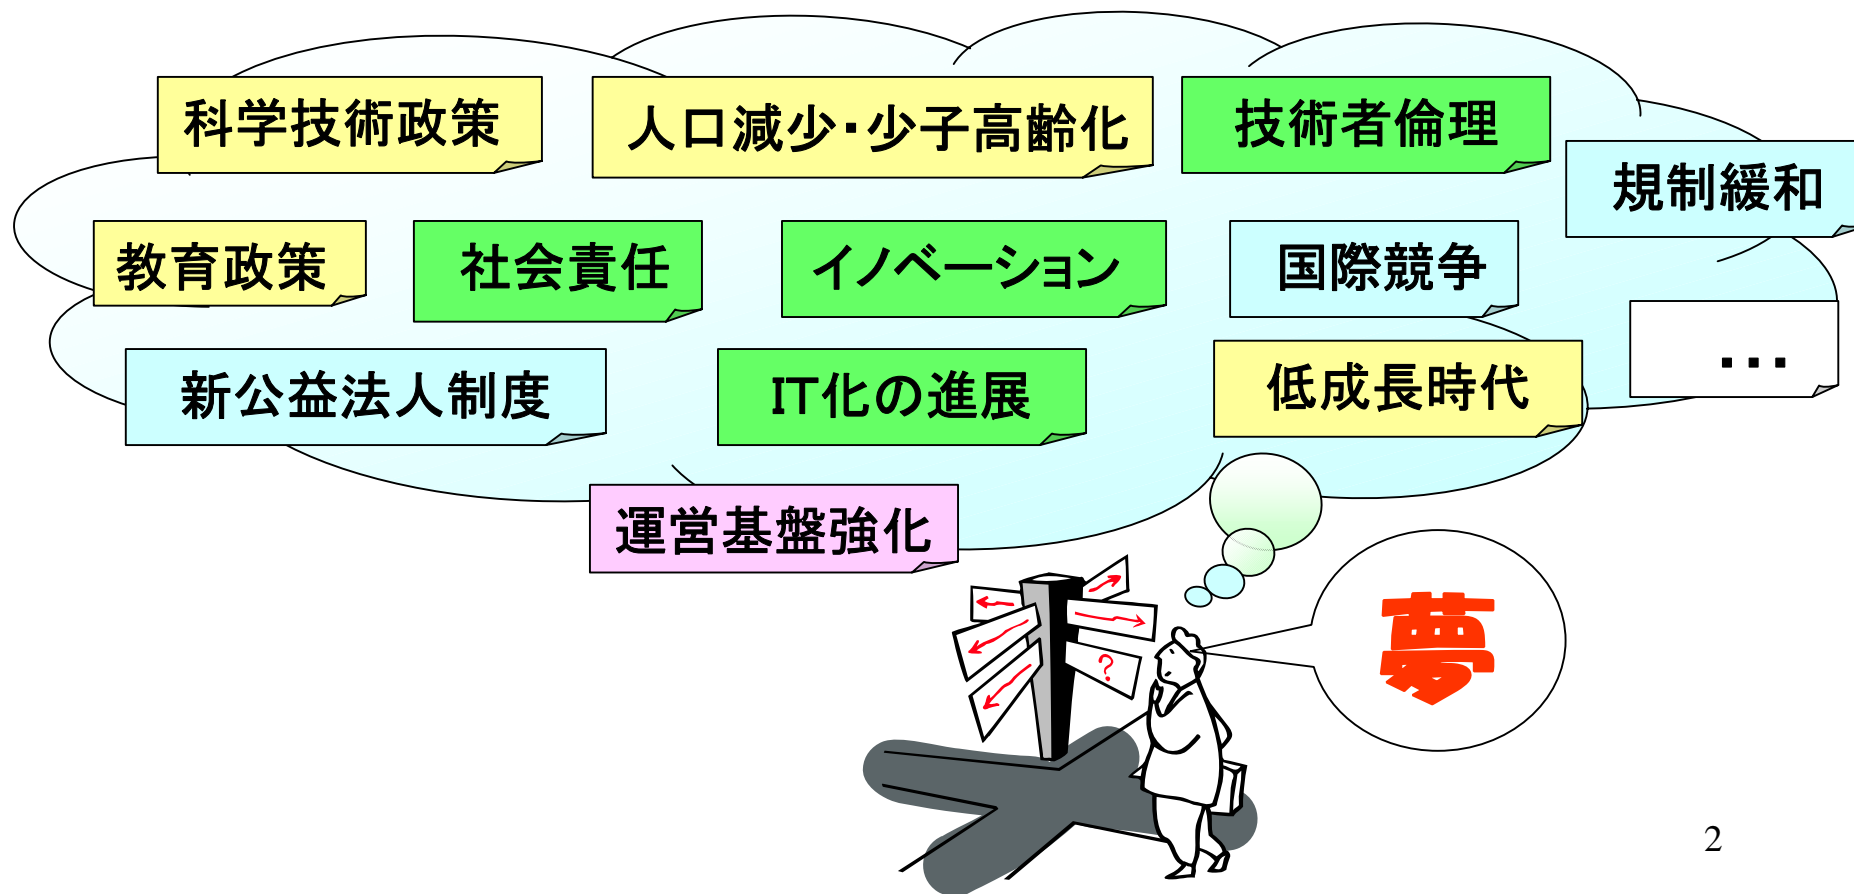 科学技術政策
人口減少・少子高齢化
技術者倫理
規制緩和
教育政策
社会責任
イノベーション
国際競争
...
新公益法人制度
IT化の進展
低成長時代
運営基盤強化
?
夢
2